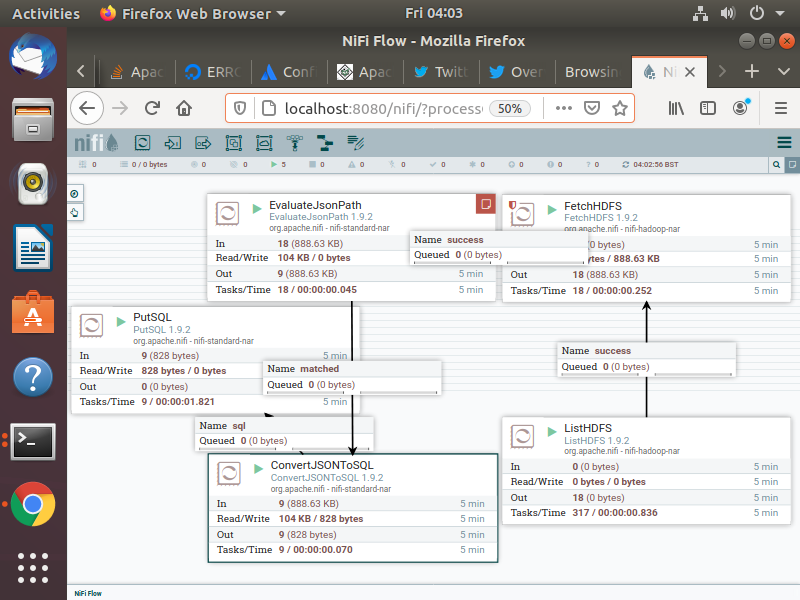 Activities Firefox Web Browser Fri 04:03
NiFi Flow - Mozilla Firefox
Apac ERRC Conf Apac Twitt Over Browsin Ni
localhost:8080/nifi/?process 50%
nifi
0 0 / 0 bytes 0 0 5 0 0 0 0 0 0 0 0 04:02:56 BST
EvaluateJsonPath
EvaluateJsonPath 1.9.2
org.apache.nifi - nifi-standard-nar
In 18 (888.63 KB)
Read/Write 104 KB / 0 bytes
Out 9 (888.63 KB) 5 min
Tasks/Time 18 / 00:00:00.045 5 min
Name success
Queued 0 (0 bytes)
FetchHDFS
FetchHDFS 1.9.2
org.apache.nifi - nifi-hadoop-nar
(0 bytes) 5 min
bytes / 888.63 KB 5 min
Out 18 (888.63 KB) 5 min
Tasks/Time 18 / 00:00:00.252 5 min
PutSQL
PutSQL 1.9.2
org.apache.nifi - nifi-standard-nar
In 9 (828 bytes) 5 min
Read/Write 828 bytes / 0 bytes
Out 0 (0 bytes)
Tasks/Time 9 / 00:00:01.821 5 min
Name matched
Queued 0 (0 bytes)
Name success
Queued 0 (0 bytes)
Name sql
Queued 0 (0 bytes)
ConvertJSONToSQL
ConvertJSONToSQL 1.9.2
org.apache.nifi - nifi-standard-nar
In 9 (888.63 KB) 5 min
Read/Write 104 KB / 828 bytes 5 min
Out 9 (828 bytes) 5 min
Tasks/Time 9 / 00:00:00.070 5 min
ListHDFS
ListHDFS 1.9.2
org.apache.nifi - nifi-hadoop-nar
In 0 (0 bytes) 5 min
Read/Write 0 bytes / 0 bytes 5 min
Out 18 (0 bytes) 5 min
Tasks/Time 317 / 00:00:00.836 5 min
NiFi Flow